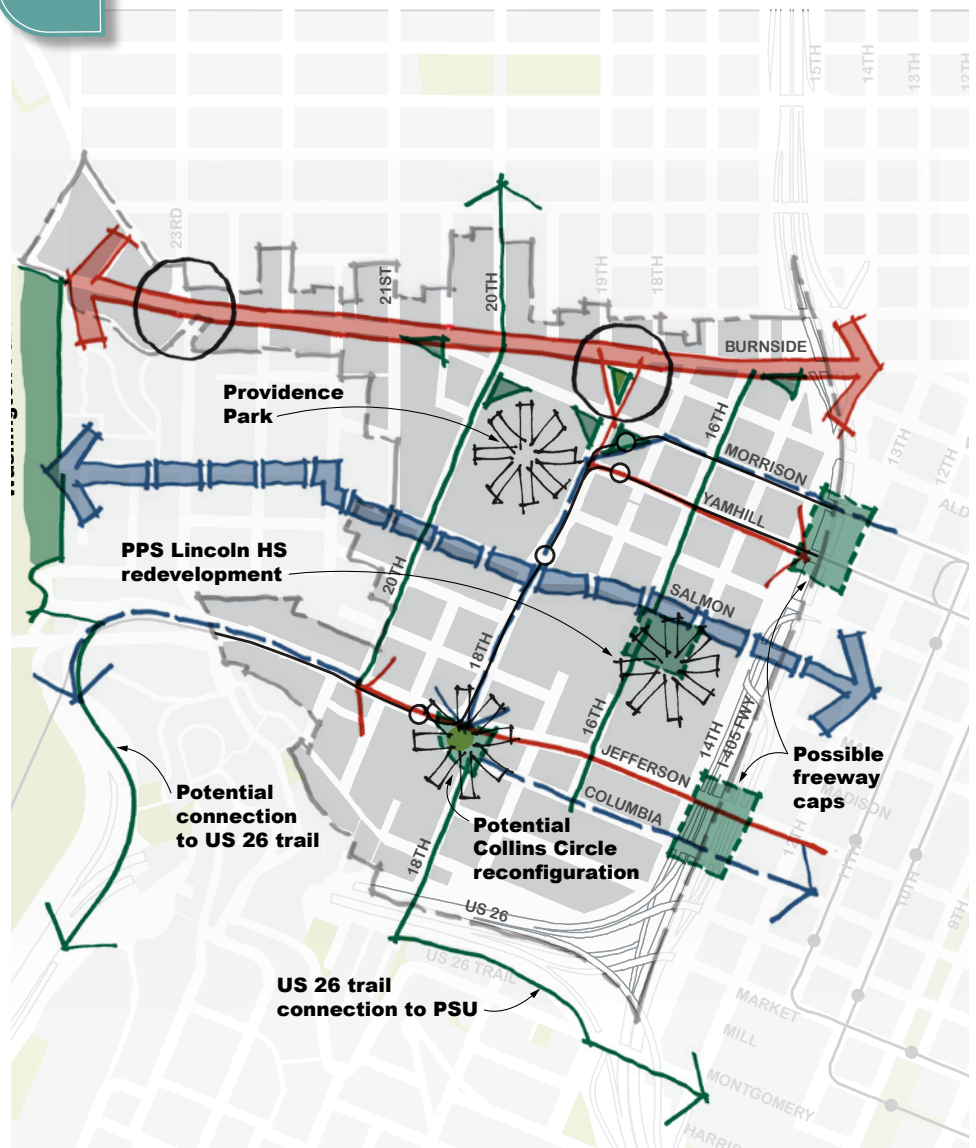 15TH
14TH
13TH
12TH
23RD
21ST
20TH
19TH
18TH
BURNSIDE
Providence
Park
16TH
MORRISON
13TH
12TH
YAMHILL
PPS Lincoln HS
redevelopment
20TH
SALMON
18TH
16TH
14TH
I-405 FWY
JEFFERSON
Possible
freeway
caps
COLUMBIA
MADISON
Potential
connection
to US 26 trail
Potential
Collins Circle
reconfiguration
12TH
11TH
10TH
9TH
18TH
US 26
US 26 TRAIL
US 26 trail
connection to PSU
MARKET
MILL
MONTGOMERY